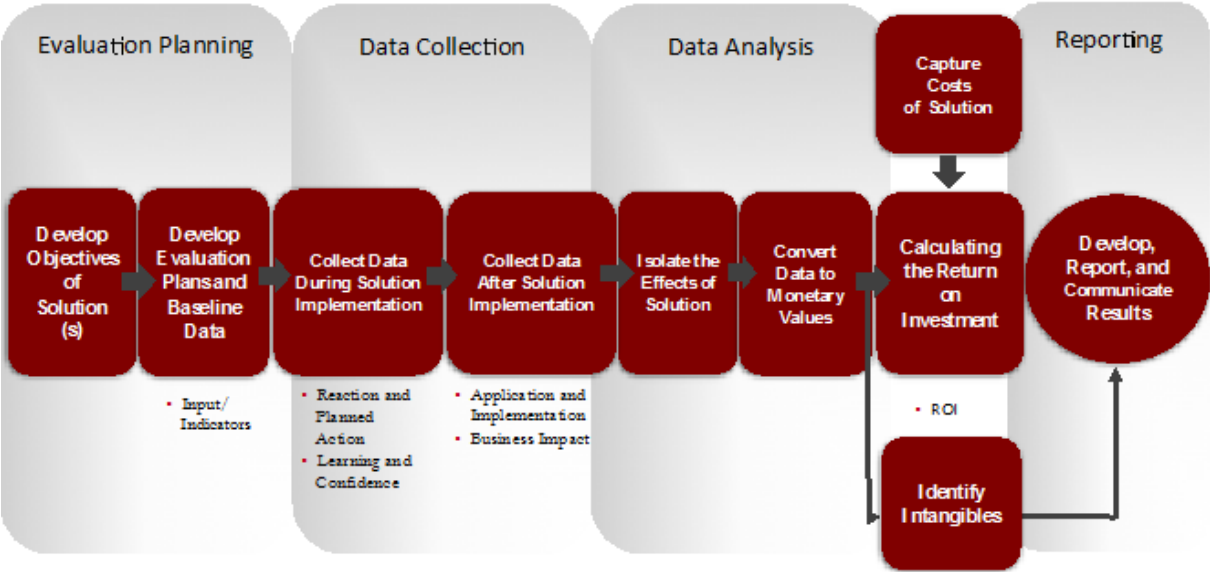 Evaluation Planning
Data Collection
Data Analysis
Reporting
Capture
Costs
of Solution
Develop
Objectives
of
Solution
(s)
Develop
Evaluation
Plans and
Baseline
Data
Collect Data
During Solution
Implementation
Collect Data
After Solution
Implementation
Isolate the
Effects of
Solution
Convert
Data to
Monetary
Values
Calculating
the Return
on
Investment
Develop,
Report, and
Communicate
Results
• Input/
Indicators
• Reaction and
Planned
Action
• Learning and
Confidence
• Application and
Implementation
• Business Impact
• ROI
Identify
Intangibles